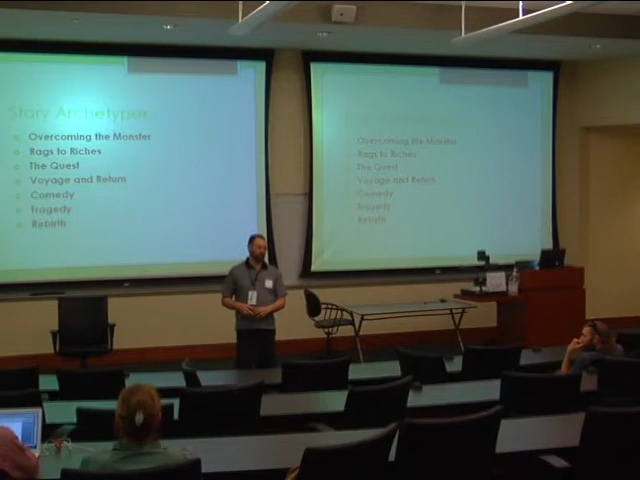 Story Archetypes
Overcoming the Monster
Rags to Riches
The Quest
Voyage and Return
Comedy
Tragedy
Rebirth
Overcoming the Monster
Rags to Riches
The Quest
Voyage and Return
Comedy
Tragedy
Rebirth